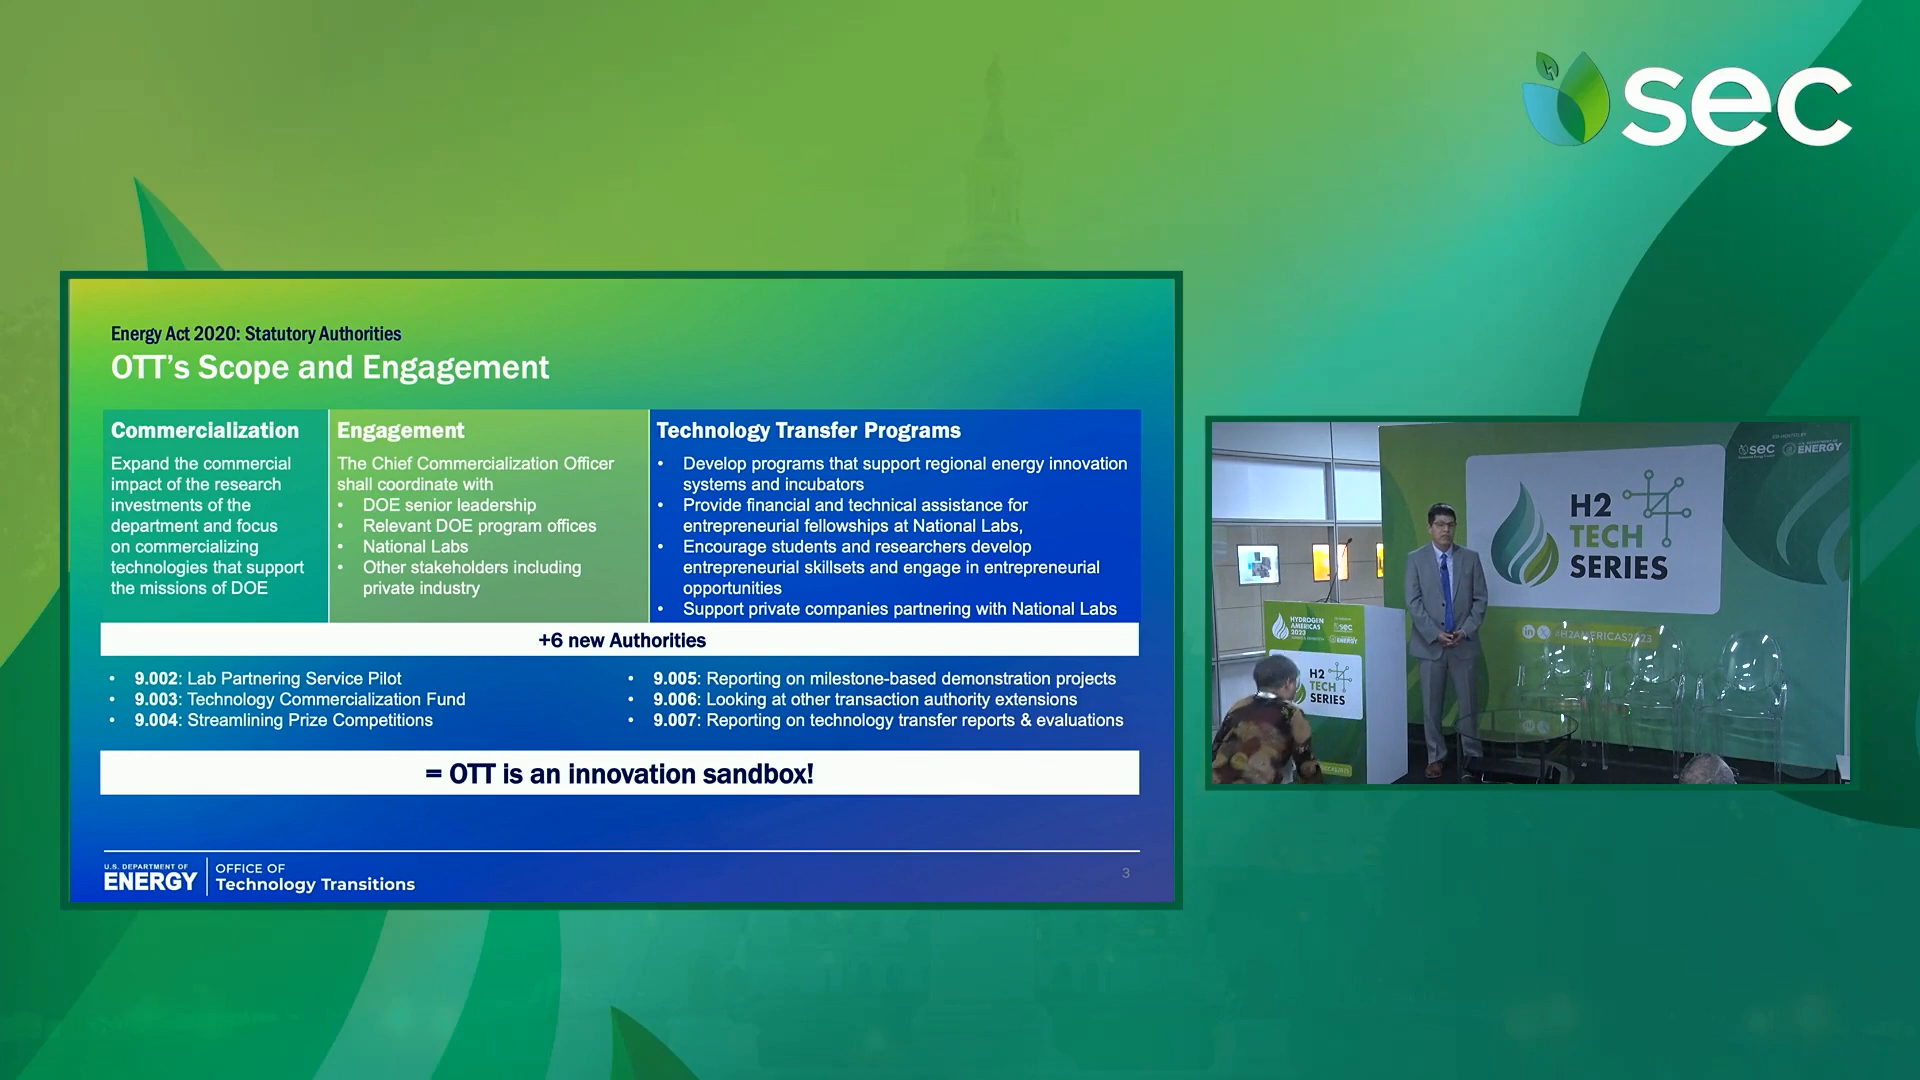 sec
Energy Act 2020: Statutory Authorities
OTT's Scope and Engagement
Commercialization
Expand the commercial
impact of the research
investments of the
department and focus
on commercializing
technologies that support
the missions of DOE
Engagement
The Chief Commercialization Officer
shall coordinate with
• DOE senior leadership
• Relevant DOE program offices
• National Labs
• Other stakeholders including
private industry
Technology Transfer Programs
• Develop programs that support regional energy innovation
systems and incubators
• Provide financial and technical assistance for
entrepreneurial fellowships at National Labs,
• Encourage students and researchers develop
entrepreneurial skillsets and engage in entrepreneurial
opportunities
• Support private companies partnering with National Labs
+6 new Authorities
• 9.002: Lab Partnering Service Pilot
• 9.003: Technology Commercialization Fund
• 9.004: Streamlining Prize Competitions
• 9.005: Reporting on milestone-based demonstration projects
• 9.006: Looking at other transaction authority extensions
• 9.007: Reporting on technology transfer reports & evaluations
= OTT is an innovation sandbox!
U.S. DEPARTMENT OF
ENERGY
OFFICE OF
Technology Transitions
3
sec
ENERGY
H2
TECH
SERIES
#H2AMERICAS2023
HYDROGEN
AMERICAS
2023
sec
ENERGY
H2
TECH
SERIES